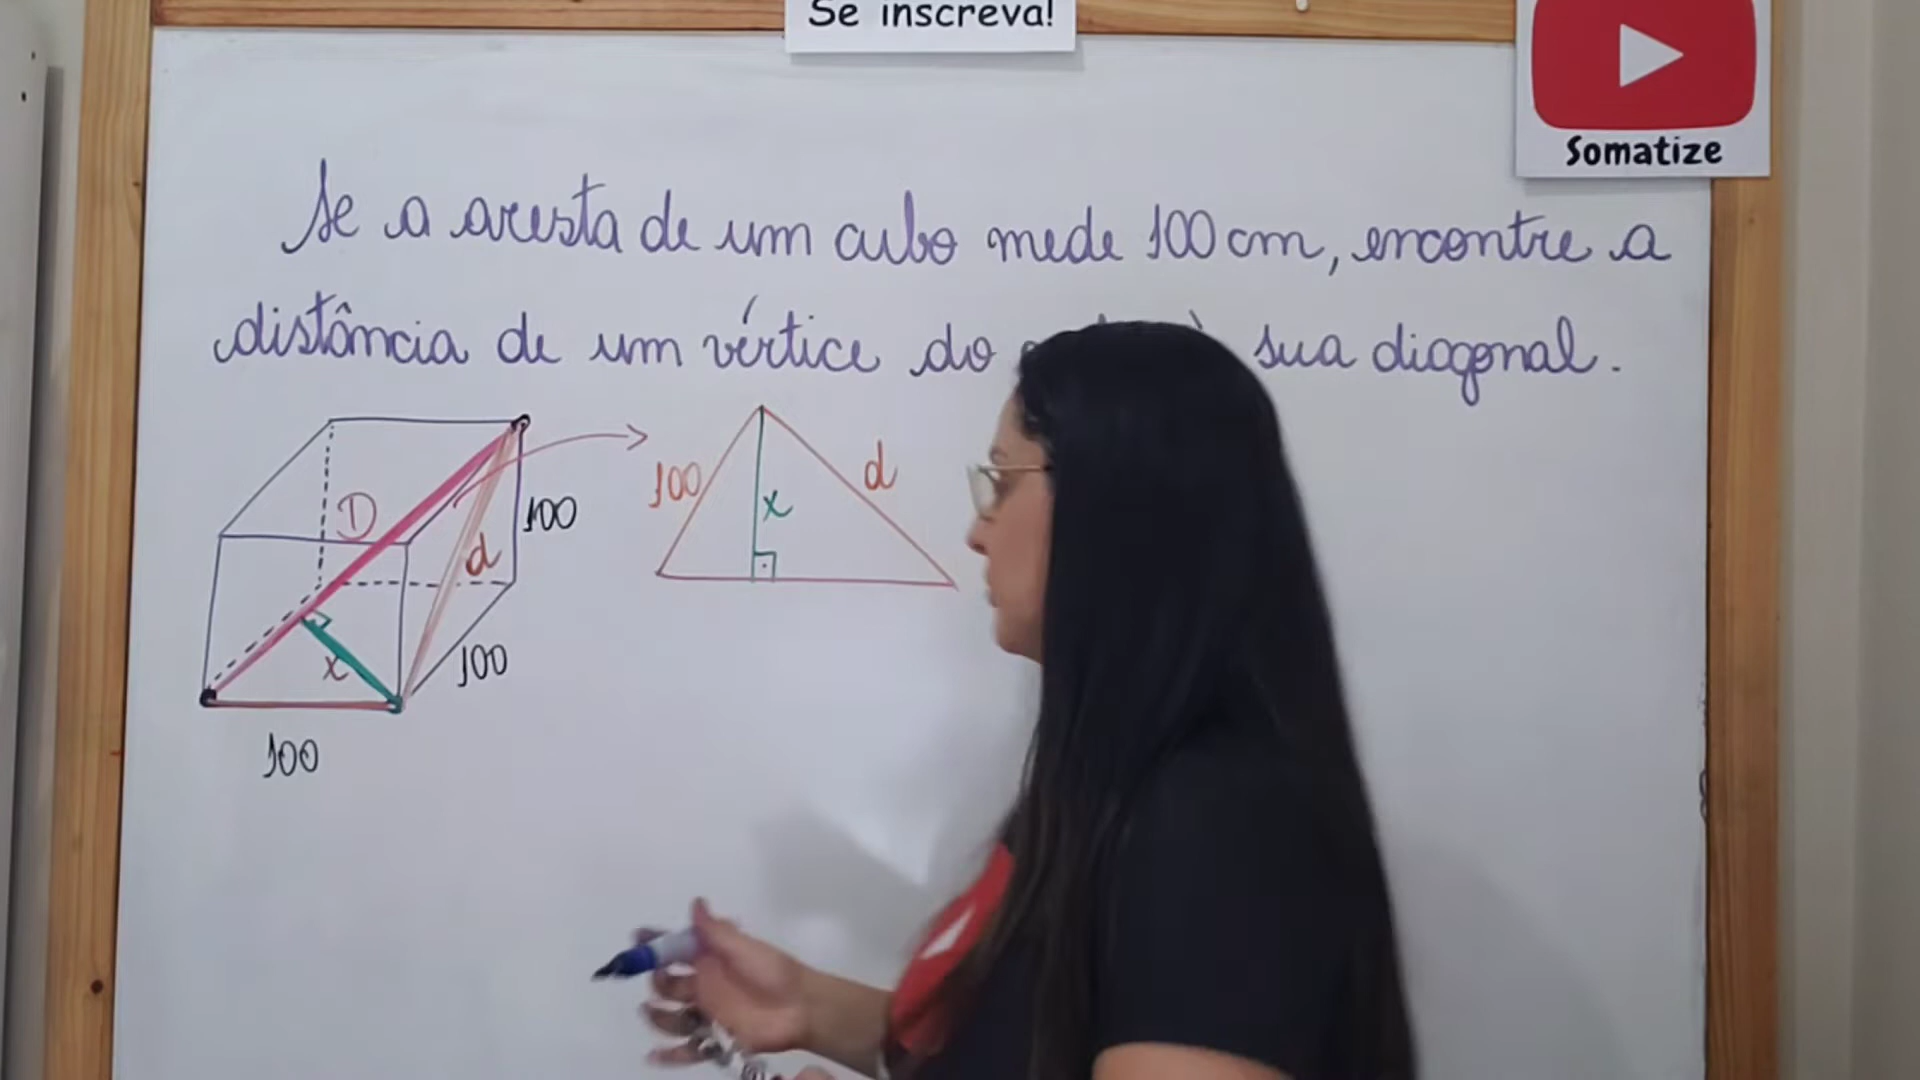 Se inscreva!
Somatize
Se a aresta de um cubo mede 100 cm, encontre a
distância de um vértice do sua diagonal.
D
100
d
x
100
100
100
x
d